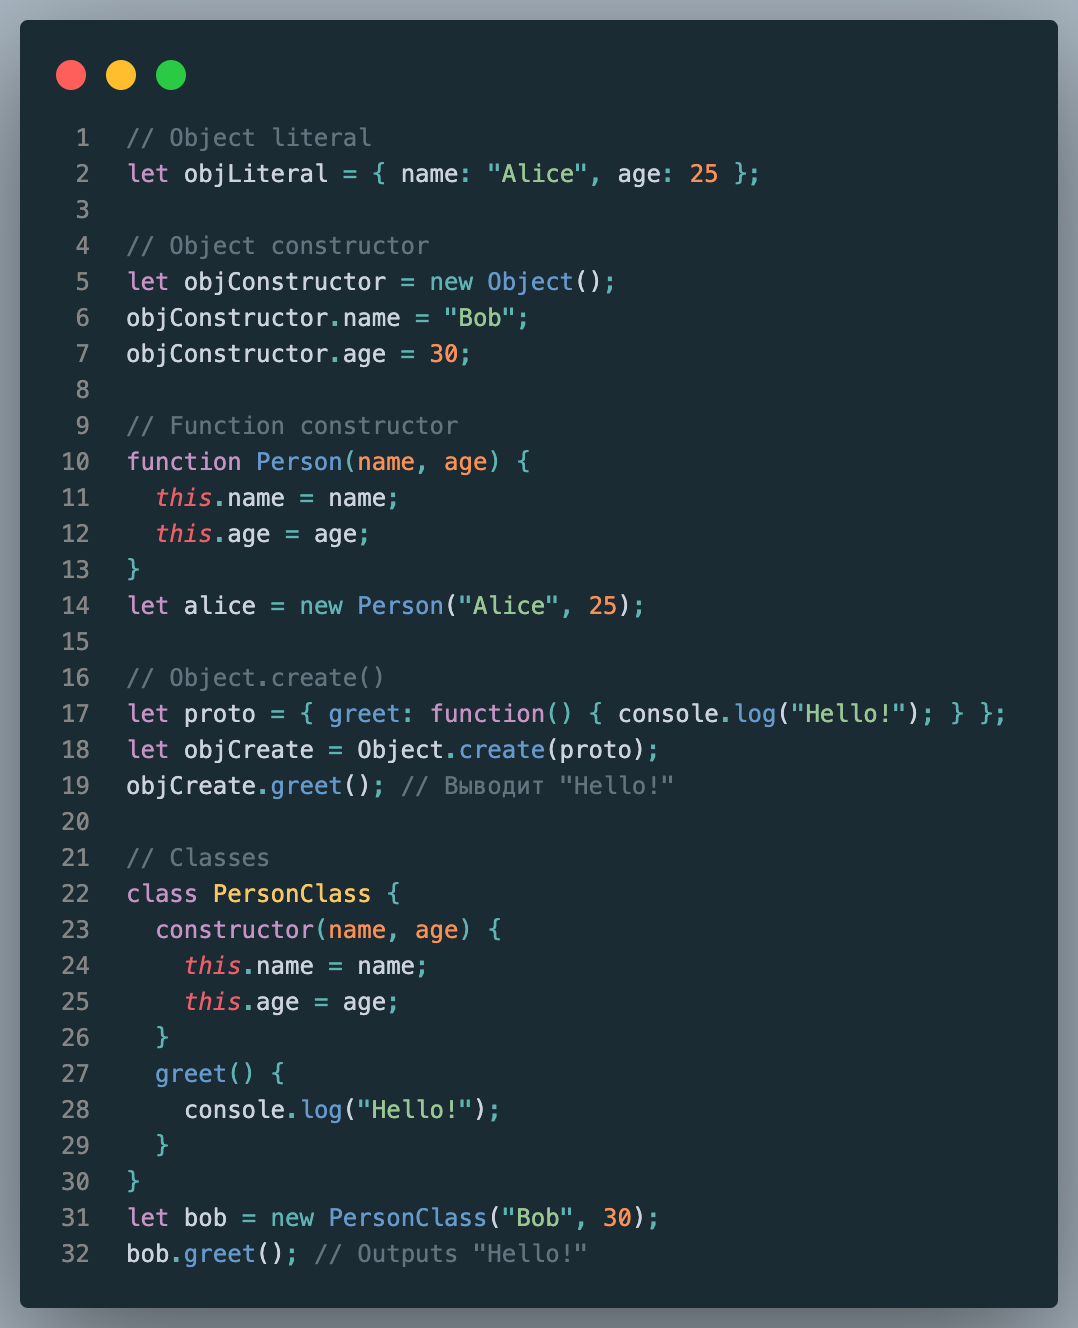 1 // Object literal
2 let objLiteral = { name: "Alice", age: 25 };
3
4 // Object constructor
5 let objConstructor = new Object();
6 objConstructor.name = "Bob";
7 objConstructor.age = 30;
8
9 // Function constructor
10 function Person(name, age) {
11   this.name = name;
12   this.age = age;
13 }
14 let alice = new Person("Alice", 25);
15
16 // Object.create()
17 let proto = { greet: function() { console.log("Hello!"); } };
18 let objCreate = Object.create(proto);
19 objCreate.greet(); // Выводит "Hello!"
20
21 // Classes
22 class PersonClass {
23   constructor(name, age) {
24     this.name = name;
25     this.age = age;
26   }
27   greet() {
28     console.log("Hello!");
29   }
30 }
31 let bob = new PersonClass("Bob", 30);
32 bob.greet(); // Outputs "Hello!"